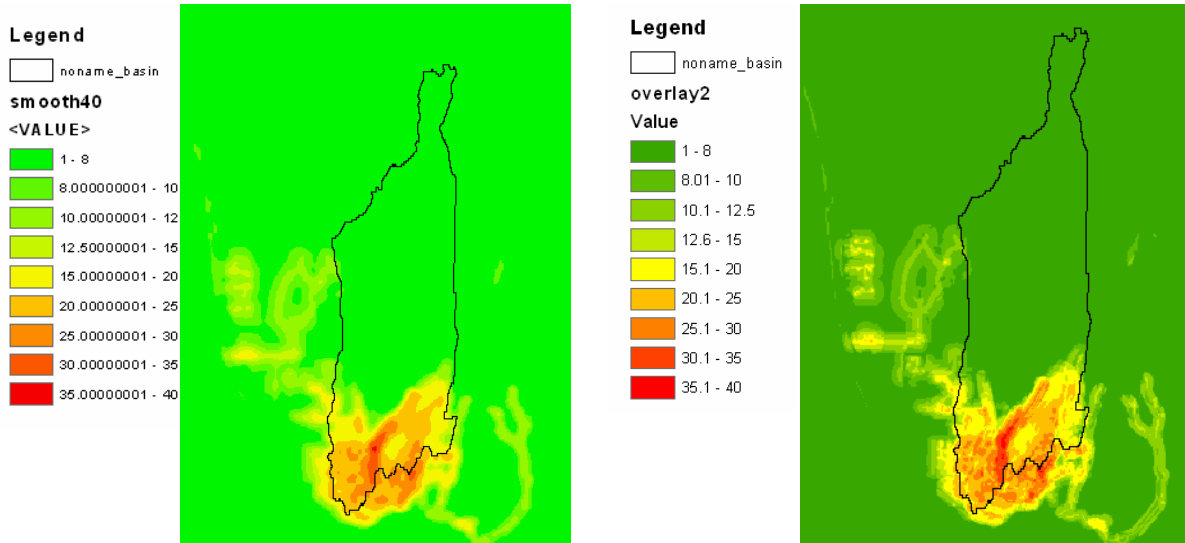 Legend
noname_basin
smooth40
<VALUE>
1 - 8
8.000000001 - 10
10.00000001 - 12
12.50000001 - 15
15.00000001 - 20
20.00000001 - 25
25.00000001 - 30
30.00000001 - 35
35.00000001 - 40
Legend
noname_basin
overlay2
Value
1 - 8
8.01 - 10
10.1 - 12.5
12.6 - 15
15.1 - 20
20.1 - 25
25.1 - 30
30.1 - 35
35.1 - 40